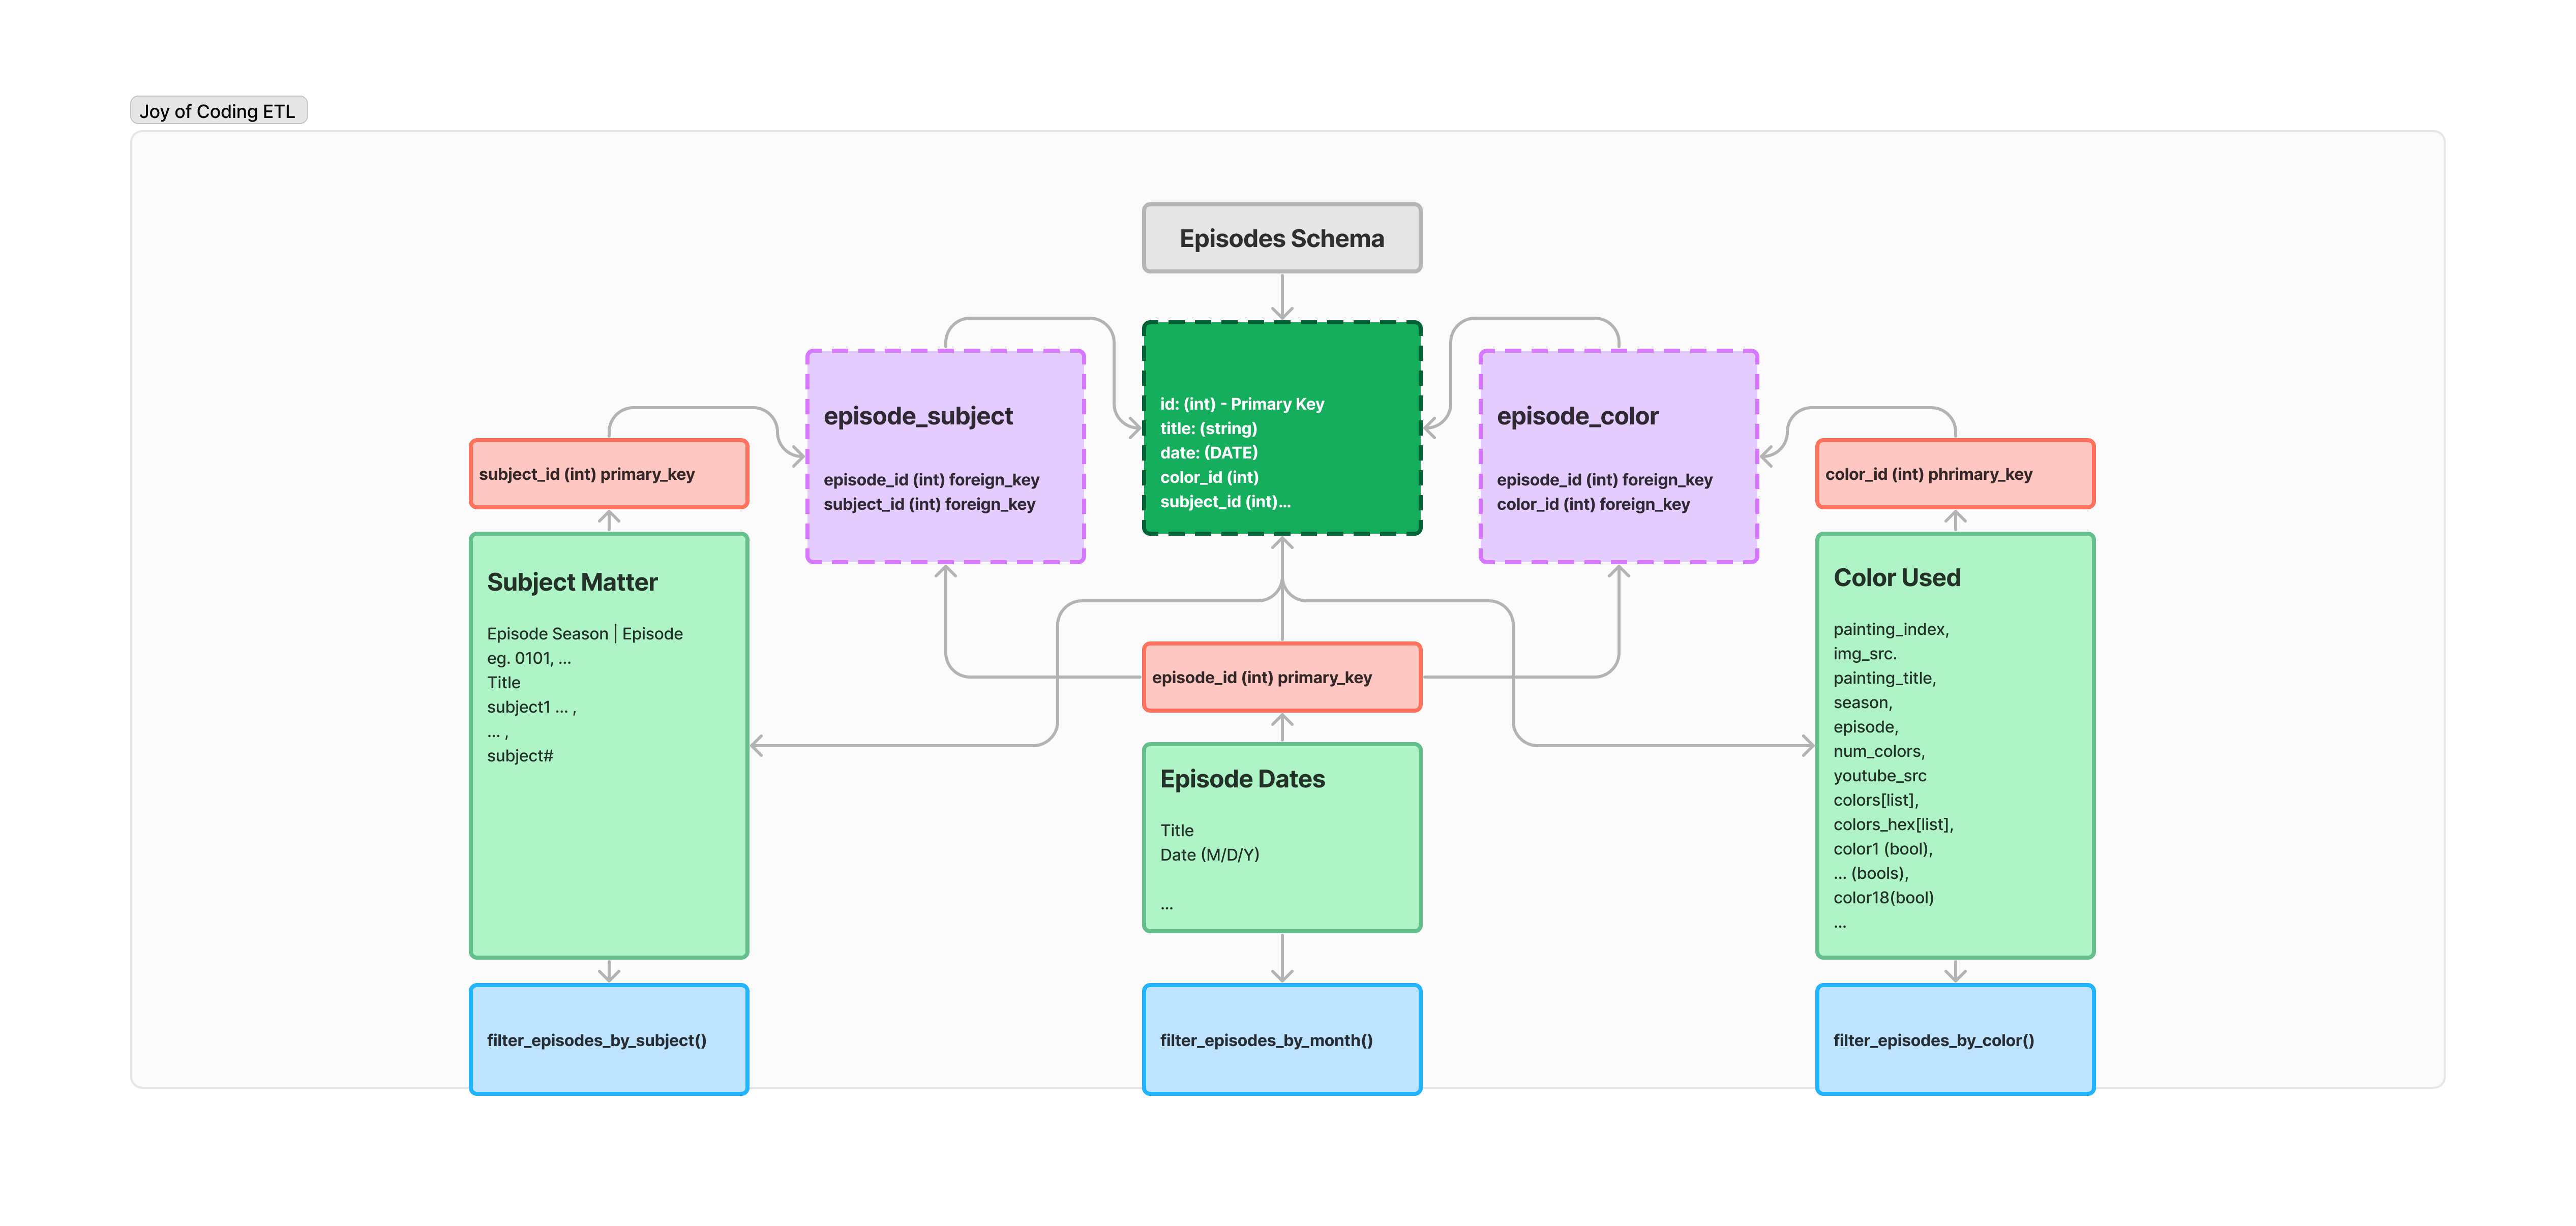 Joy of Coding ETL
Episodes Schema
id: (int) - Primary Key
title: (string)
date: (DATE)
color_id (int)
subject_id (int)...
episode_subject
episode_id (int) foreign_key
subject_id (int) foreign_key
episode_color
episode_id (int) foreign_key
color_id (int) foreign_key
subject_id (int) primary_key
color_id (int) phrimary_key
Subject Matter
Episode Season | Episode
eg. 0101, ...
Title
subject1 ... ,
... ,
subject#
episode_id (int) primary_key
Episode Dates
Title
Date (M/D/Y)
...
Color Used
painting_index,
img_src.
painting_title,
season,
episode,
num_colors,
youtube_src
colors[list],
colors_hex[list],
color1 (bool),
... (bools),
color18(bool)
...
filter_episodes_by_subject()
filter_episodes_by_month()
filter_episodes_by_color()